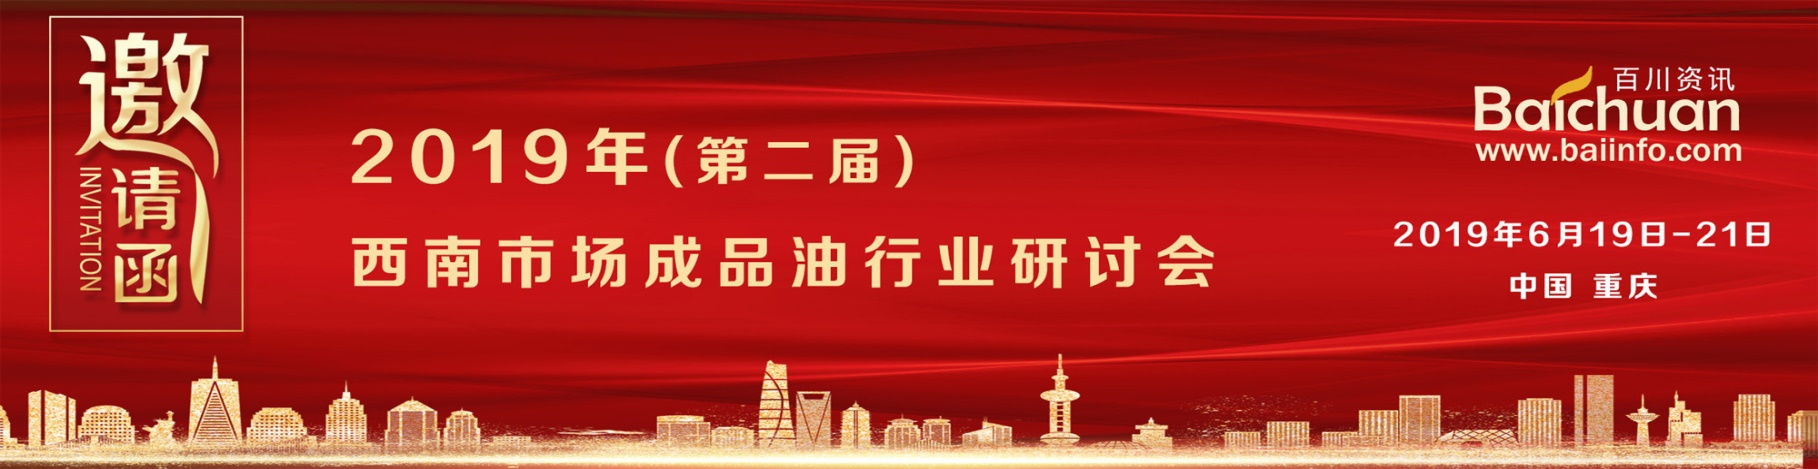 邀请函
INVITATION
2019年(第二届)
西南市场成品油行业研讨会
百川资讯
Baichuan
www.baiinfo.com
2019年6月19日-21日
中国 重庆